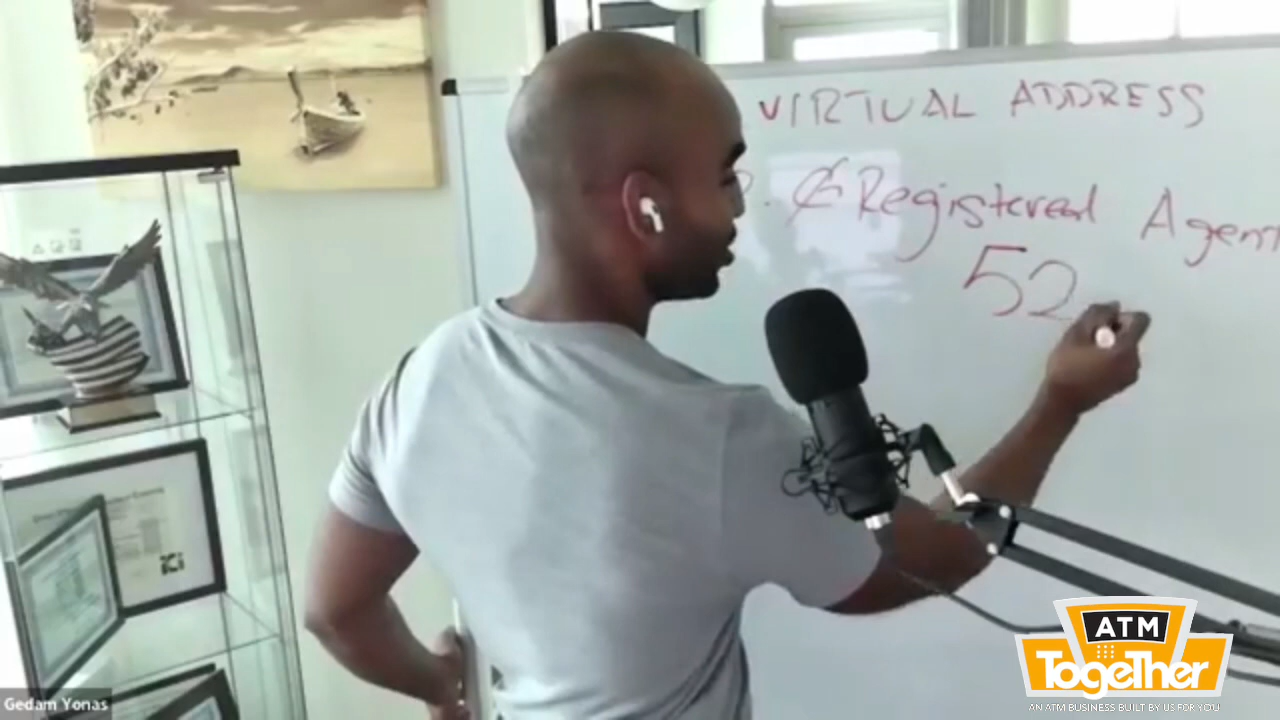 VIRTUAL ADDRESS
Registered Agent
52
ATM
Together
AN ATM BUSINESS BUILT BY US FOR YOU
Gedam Yonas